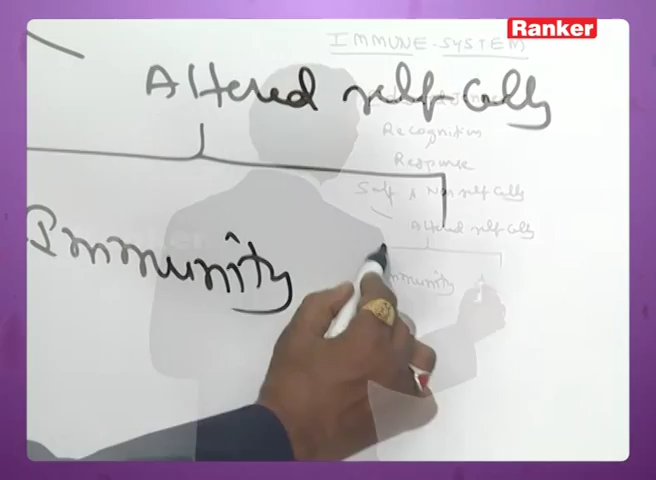 Ranker
IMMUNE-SYSTEM
Altered self-Cells
Recognition
Response
Self & Non self Cells
Altered self Cells
Immunity
Immunity